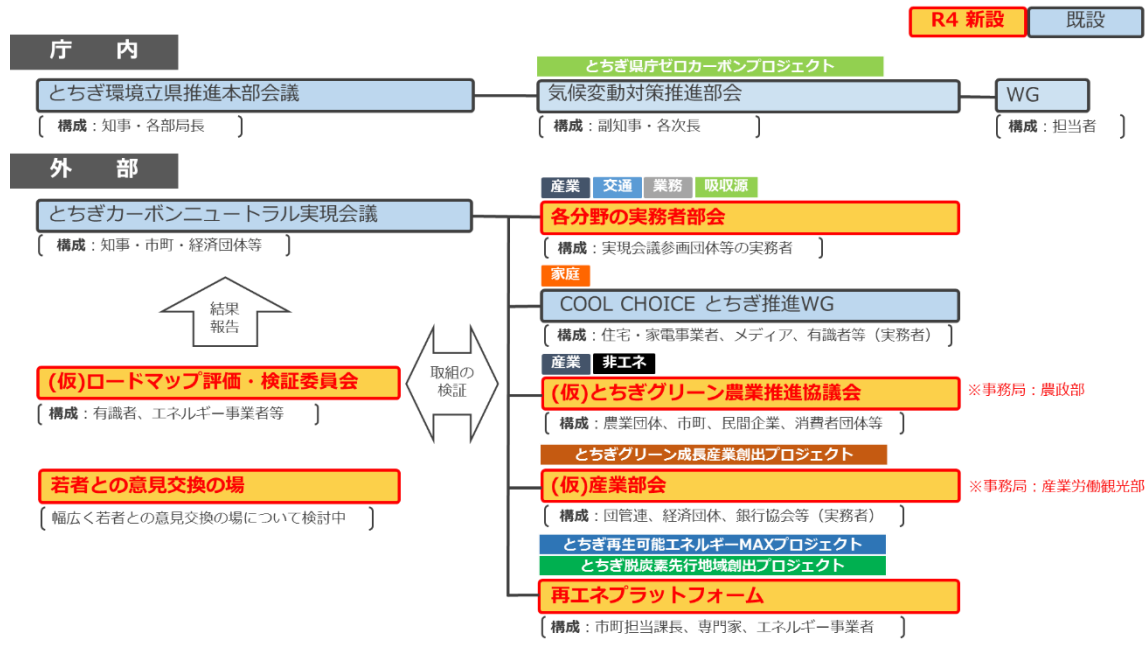 R4 新設
既設
庁 内
とちぎ県庁ゼロカーボンプロジェクト
とちぎ環境立県推進本部会議
気候変動対策推進部会
WG
構成：知事・各部局長
構成：副知事・各次長
構成：担当者
外 部
産業 交通 業務 吸収源
とちぎカーボンニュートラル実現会議
各分野の実務者部会
構成：知事・市町・経済団体等
構成：実現会議参画団体等の実務者
家庭
COOL CHOICE とちぎ推進WG
構成：住宅・家電事業者、メディア、有識者等（実務者）
結果
報告
取組の
検証
産業 非エネ
(仮)ロードマップ評価・検証委員会
(仮)とちぎグリーン農業推進協議会
※事務局：農政部
構成：有識者、エネルギー事業者等
構成：農業団体、市町、民間企業、消費者団体等
とちぎグリーン成長産業創出プロジェクト
若者との意見交換の場
(仮)産業部会
※事務局：産業労働観光部
幅広く若者との意見交換の場について検討中
構成：団管連、経済団体、銀行協会等（実務者）
とちぎ再生可能エネルギーMAXプロジェクト
とちぎ脱炭素先行地域創出プロジェクト
再エネプラットフォーム
構成：市町担当課長、専門家、エネルギー事業者